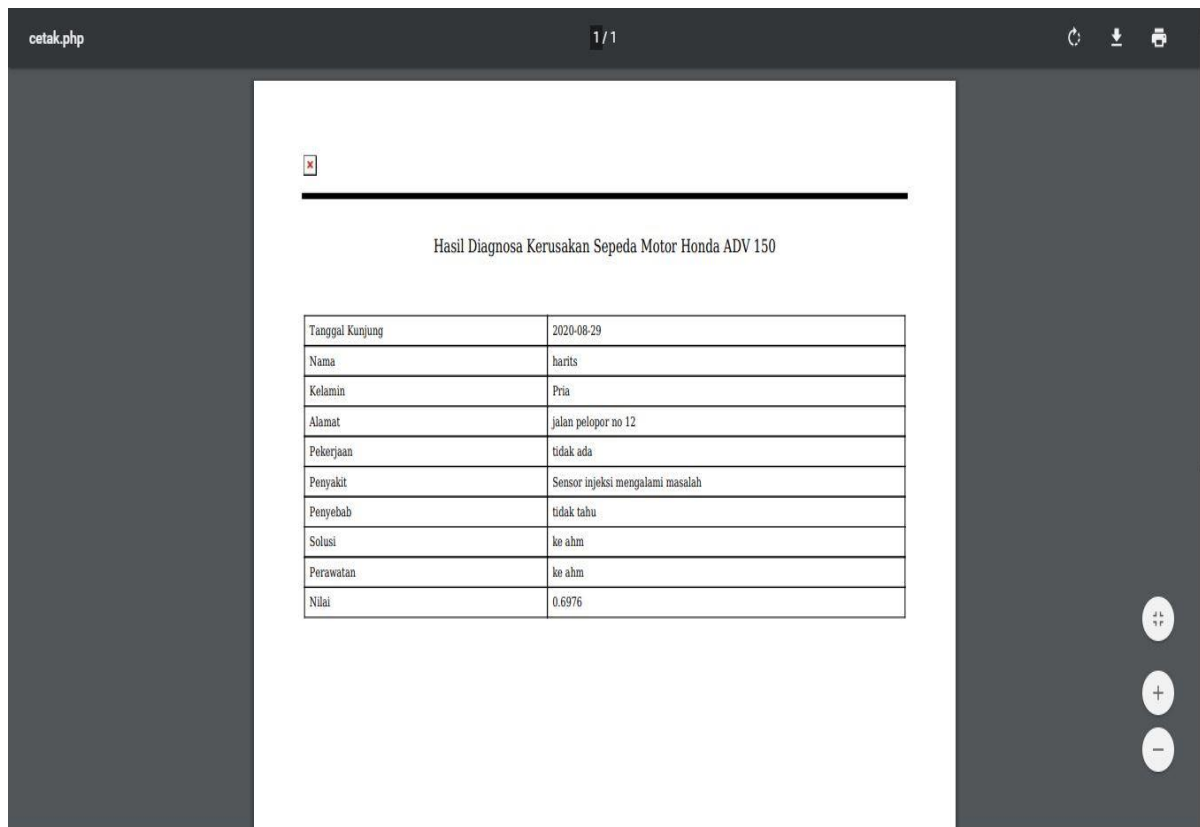 cetak.php
1 / 1
Hasil Diagnosa Kerusakan Sepeda Motor Honda ADV 150
Tanggal Kunjung 2020-08-29
Nama harits
Kelamin Pria
Alamat jalan pelopor no 12
Pekerjaan tidak ada
Penyakit Sensor injeksi mengalami masalah
Penyebab tidak tahu
Solusi ke ahm
Perawatan ke ahm
Nilai 0.6976